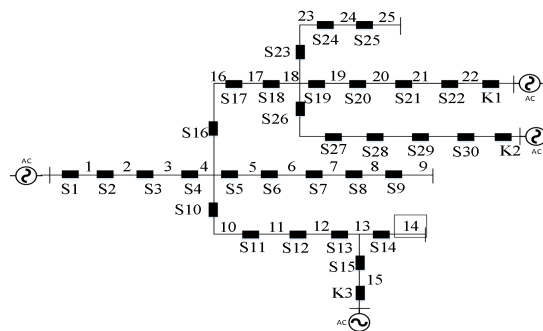 23 24 25
S24 S25
S23
16 17 18 19 20 21 22
S17 S18 S19 S20 S21 S22 K1
AC
S26
S16
S27 S28 S29 S30 K2
AC
AC
1 2 3 4 5 6 7 8 9
S1 S2 S3 S4 S5 S6 S7 S8 S9
S10
10 11 12 13 14
S11 S12 S13 S14
S15
15
K3
AC